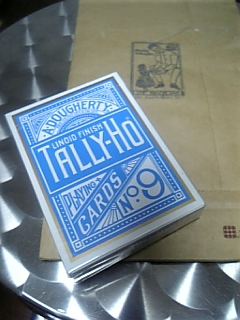 A. DOUGHERTY
LINOID FINISH
TALLY-HO
PLAYING
CARDS
No. 9